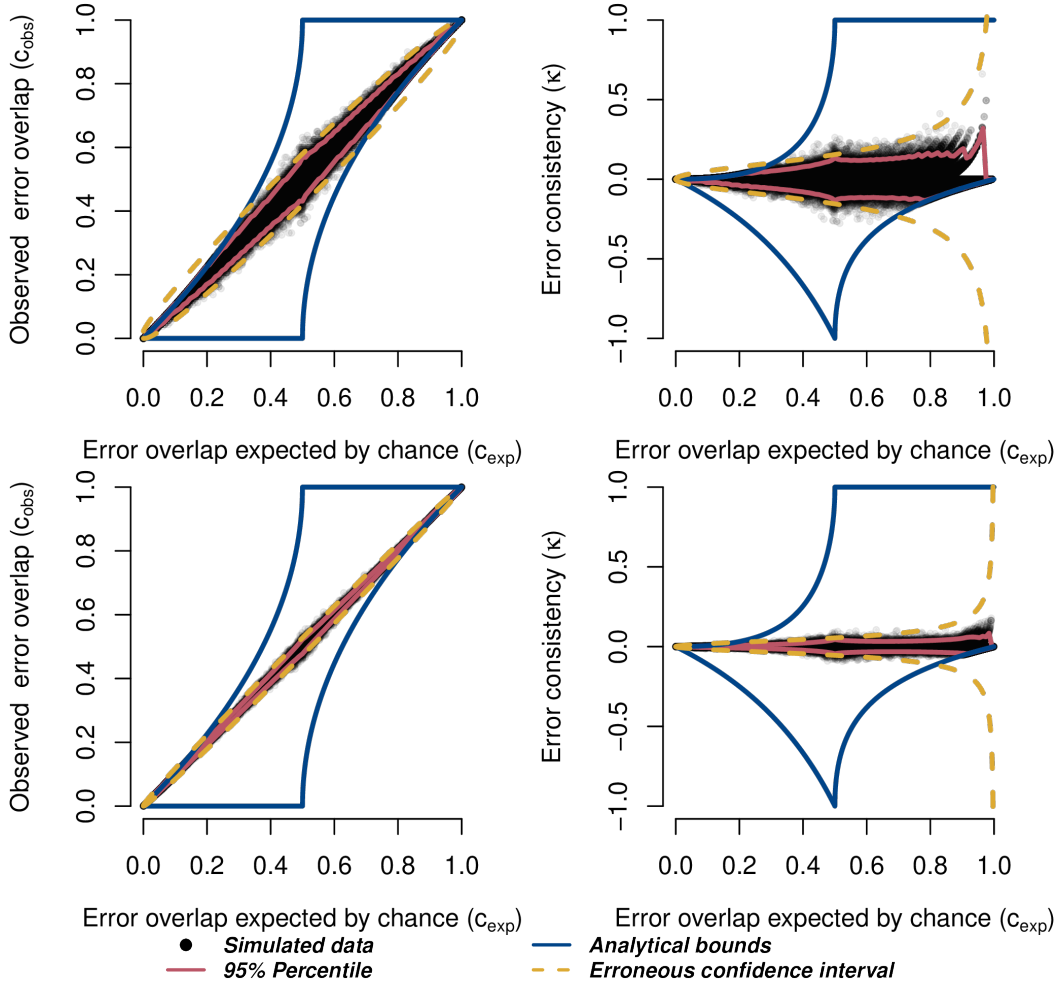 Observed error overlap (cobs)
0.0 0.2 0.4 0.6 0.8 1.0
0.0 0.2 0.4 0.6 0.8 1.0
Error overlap expected by chance (cexp)
Error consistency (κ)
−1.0 −0.5 0.0 0.5 1.0
0.0 0.2 0.4 0.6 0.8 1.0
Error overlap expected by chance (cexp)
Observed error overlap (cobs)
0.0 0.2 0.4 0.6 0.8 1.0
0.0 0.2 0.4 0.6 0.8 1.0
Error overlap expected by chance (cexp)
Error consistency (κ)
−1.0 −0.5 0.0 0.5 1.0
0.0 0.2 0.4 0.6 0.8 1.0
Error overlap expected by chance (cexp)
Simulated data
95% Percentile
Analytical bounds
Erroneous confidence interval